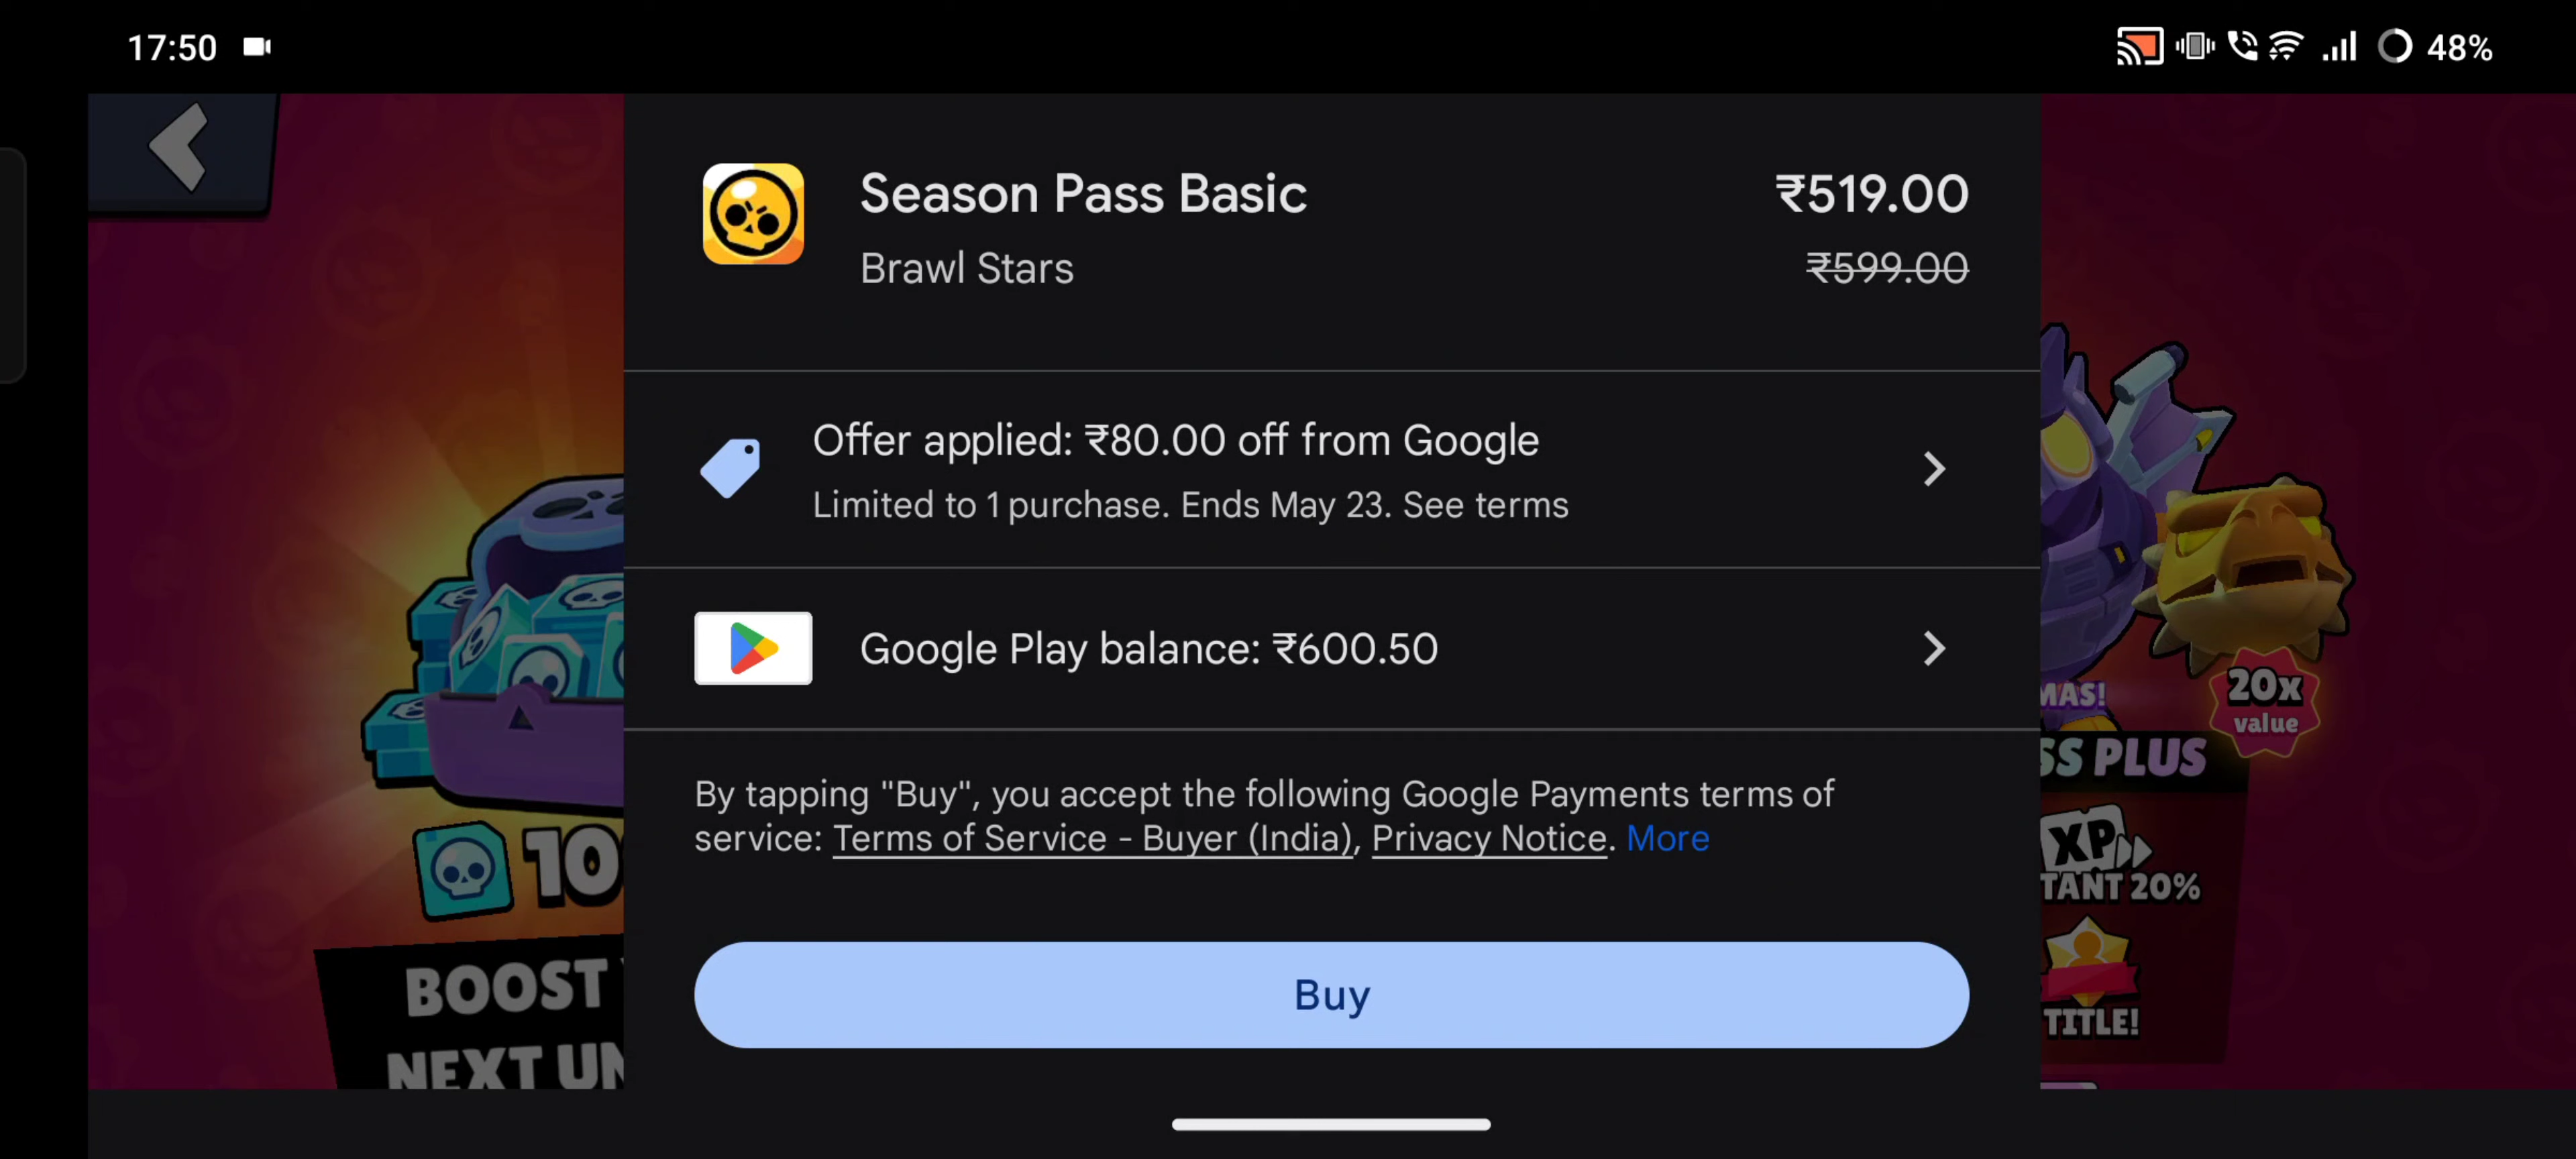 17:50
48%
Season Pass Basic
₹519.00
Brawl Stars
₹599.00
Offer applied: ₹80.00 off from Google
Limited to 1 purchase. Ends May 23. See terms
Google Play balance: ₹600.50
20x
value
MAS!
SS PLUS
By tapping "Buy", you accept the following Google Payments terms of
service: Terms of Service - Buyer (India), Privacy Notice. More
XP
TANT 20%
10
BOOST
NEXT UN
TITLE!
Buy